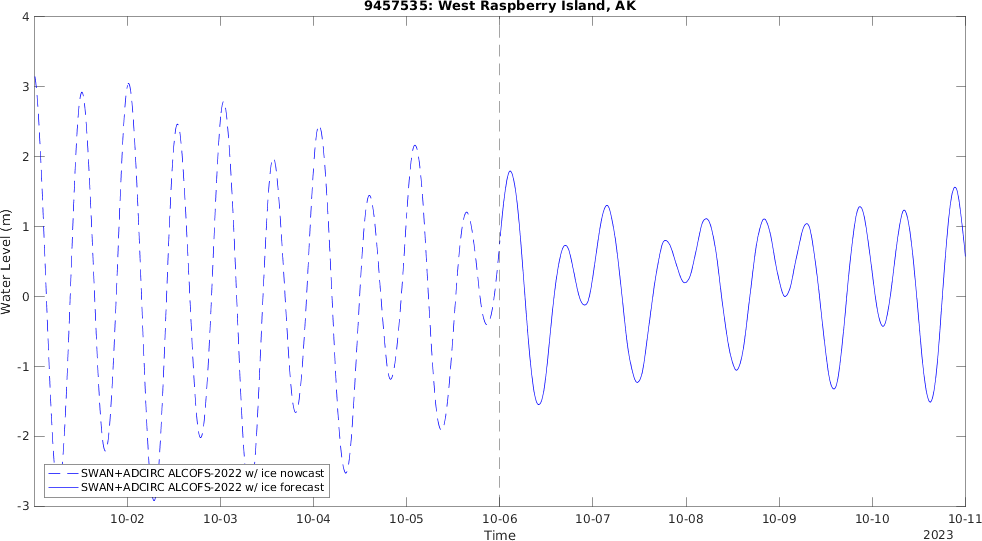 9457535: West Raspberry Island, AK
4
3
2
1
0
-1
-2
-3
Water Level (m)
SWAN+ADCIRC ALCOFS-2022 w/ ice nowcast
SWAN+ADCIRC ALCOFS-2022 w/ ice forecast
10-02 10-03 10-04 10-05 10-06 10-07 10-08 10-09 10-10 10-11
Time
2023